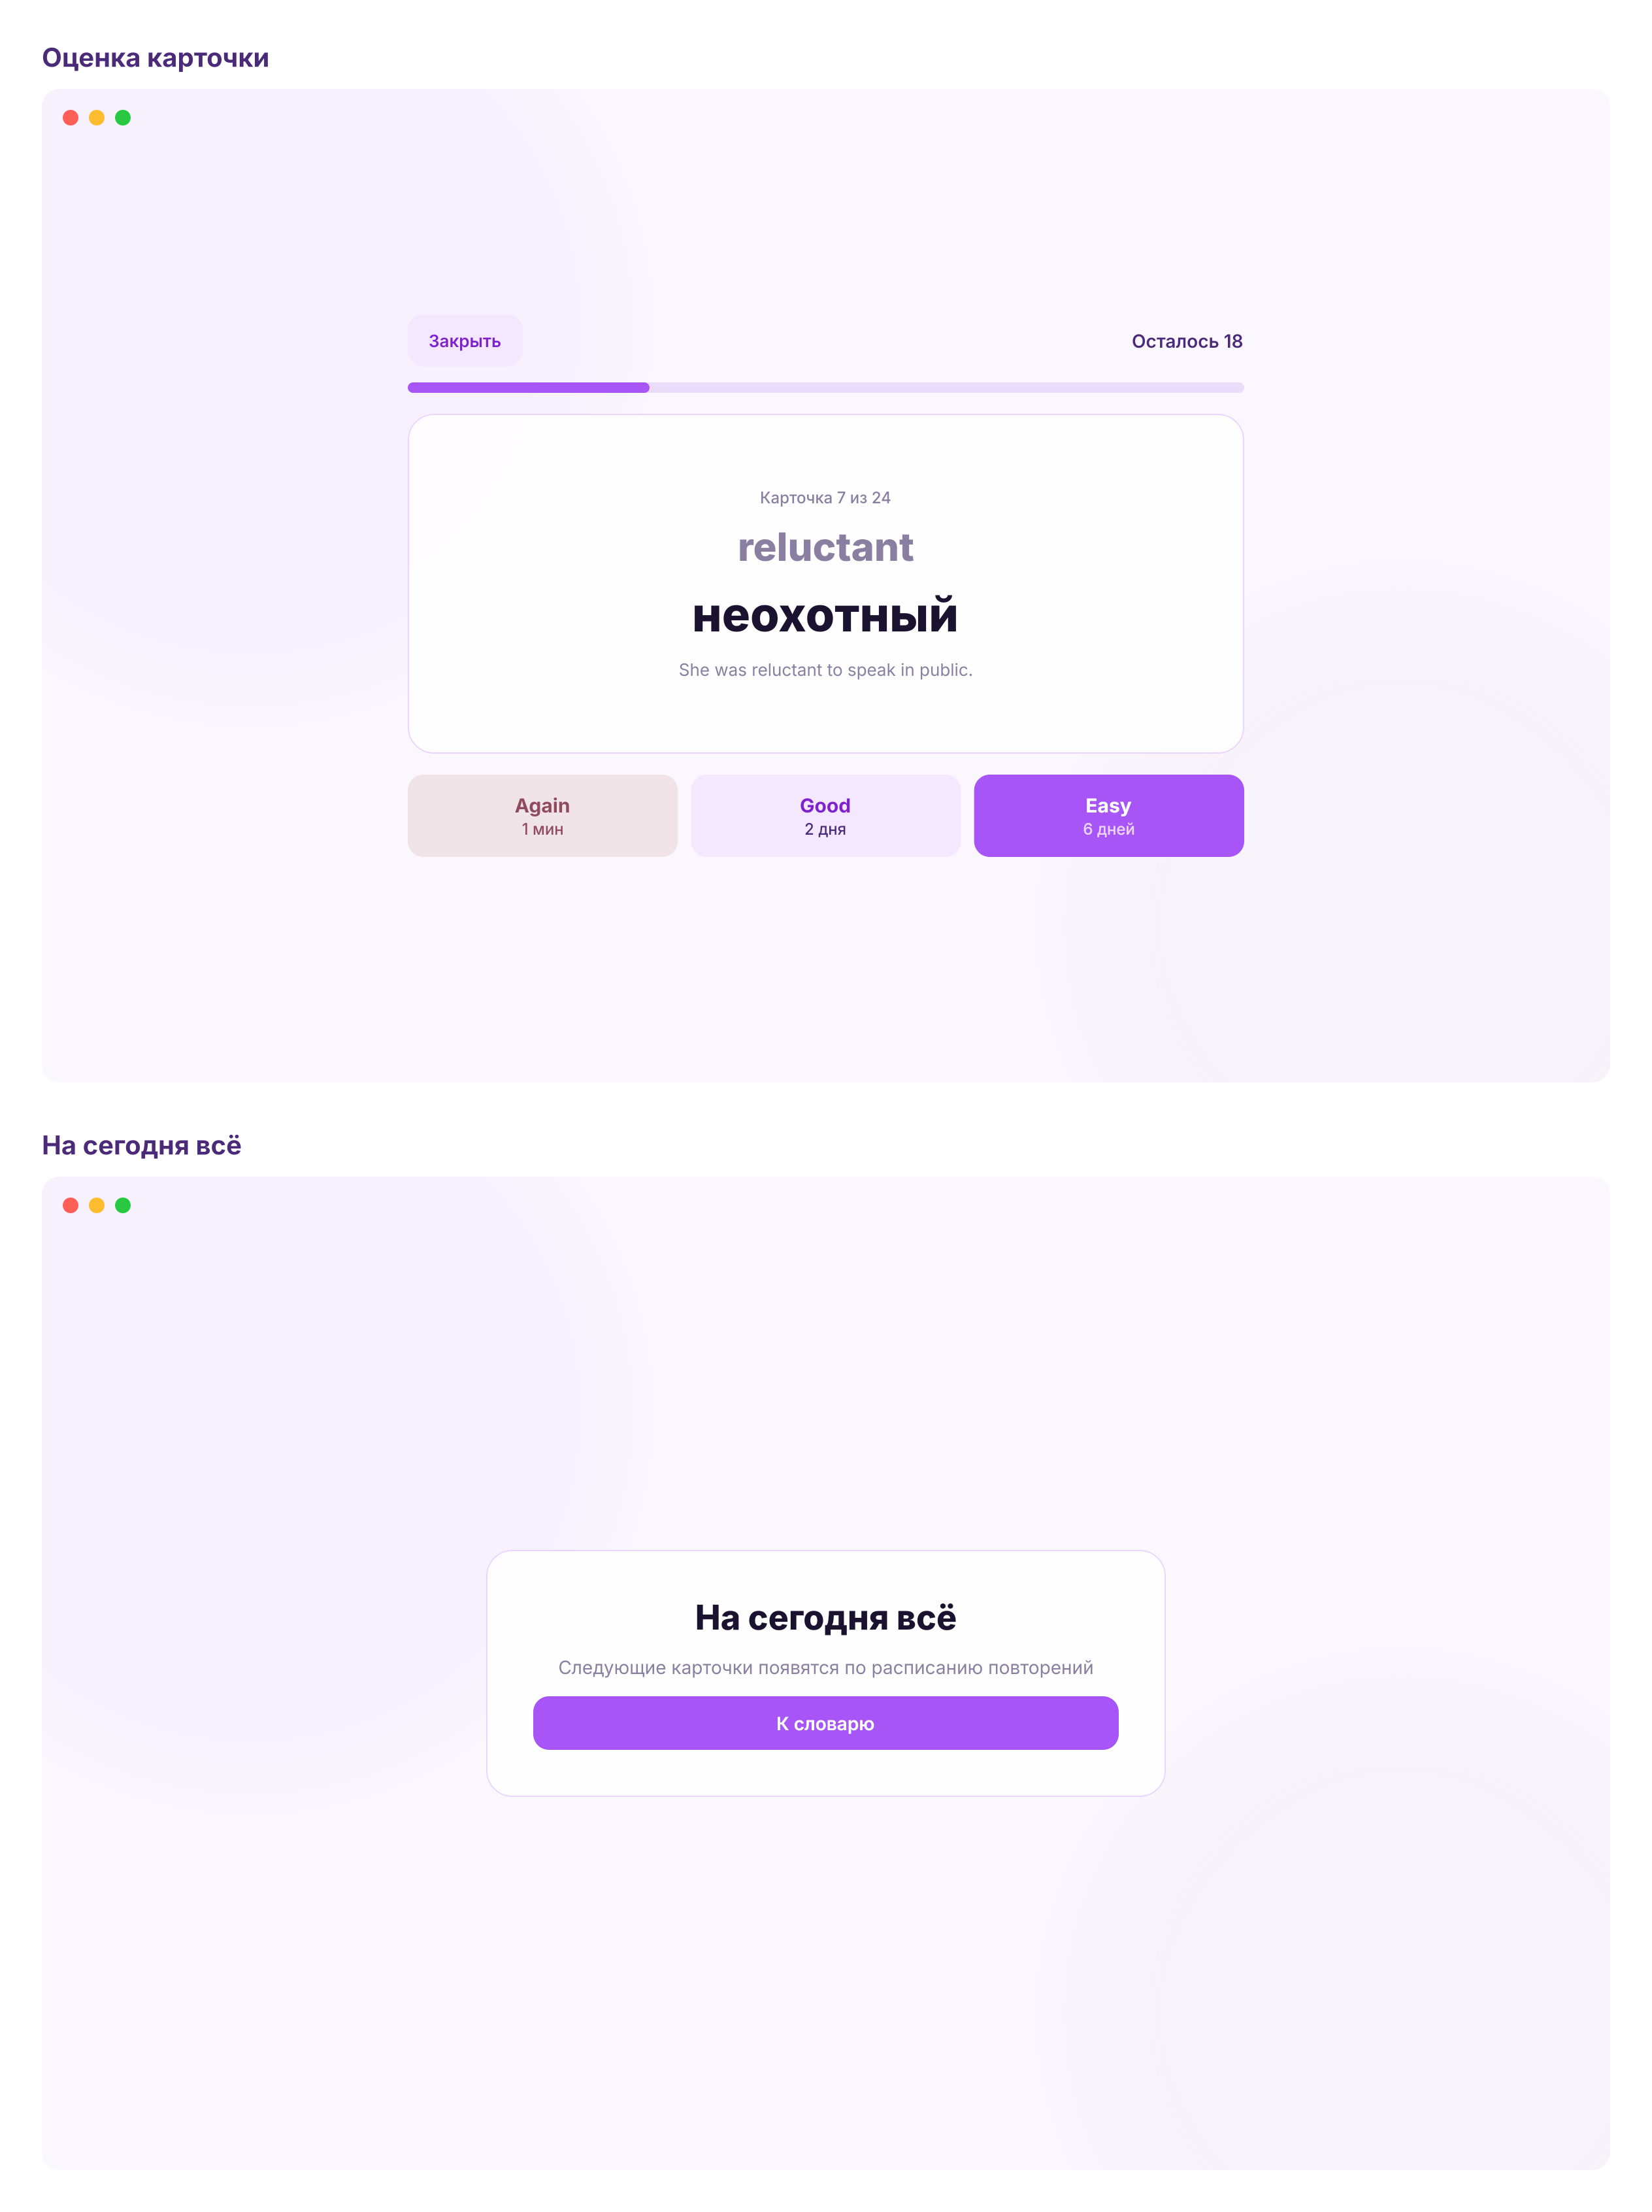 Оценка карточки
Закрыть
Осталось 18
Карточка 7 из 24
reluctant
неохотный
She was reluctant to speak in public.
Again
1 мин
Good
2 дня
Easy
6 дней
На сегодня всё
На сегодня всё
Следующие карточки появятся по расписанию повторений
К словарю